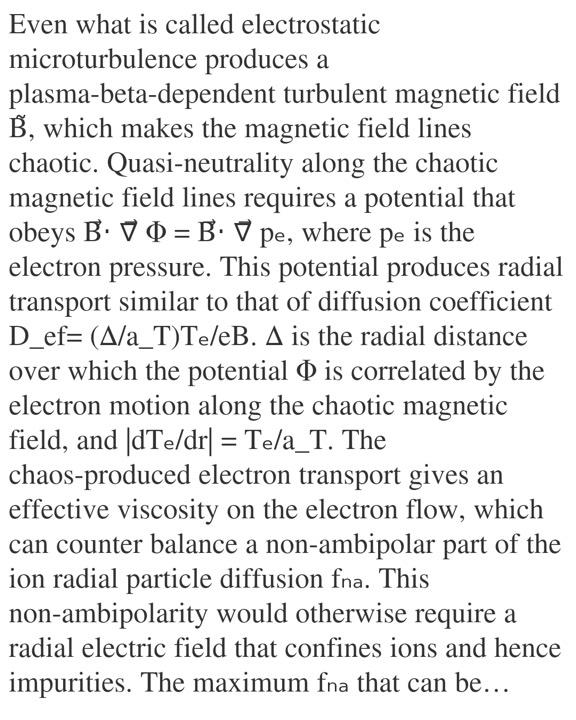 Even what is called electrostatic
microturbulence produces a
plasma-beta-dependent turbulent magnetic field
B̃, which makes the magnetic field lines
chaotic. Quasi-neutrality along the chaotic
magnetic field lines requires a potential that
obeys B⃗· ∇⃗ Φ = B⃗· ∇⃗ pₑ, where pₑ is the
electron pressure. This potential produces radial
transport similar to that of diffusion coefficient
D_ef= (Δ/a_T)Tₑ/eB. Δ is the radial distance
over which the potential Φ is correlated by the
electron motion along the chaotic magnetic
field, and |dTₑ/dr| = Tₑ/a_T. The
chaos-produced electron transport gives an
effective viscosity on the electron flow, which
can counter balance a non-ambipolar part of the
ion radial particle diffusion fₙₐ. This
non-ambipolarity would otherwise require a
radial electric field that confines ions and hence
impurities. The maximum fₙₐ that can be…